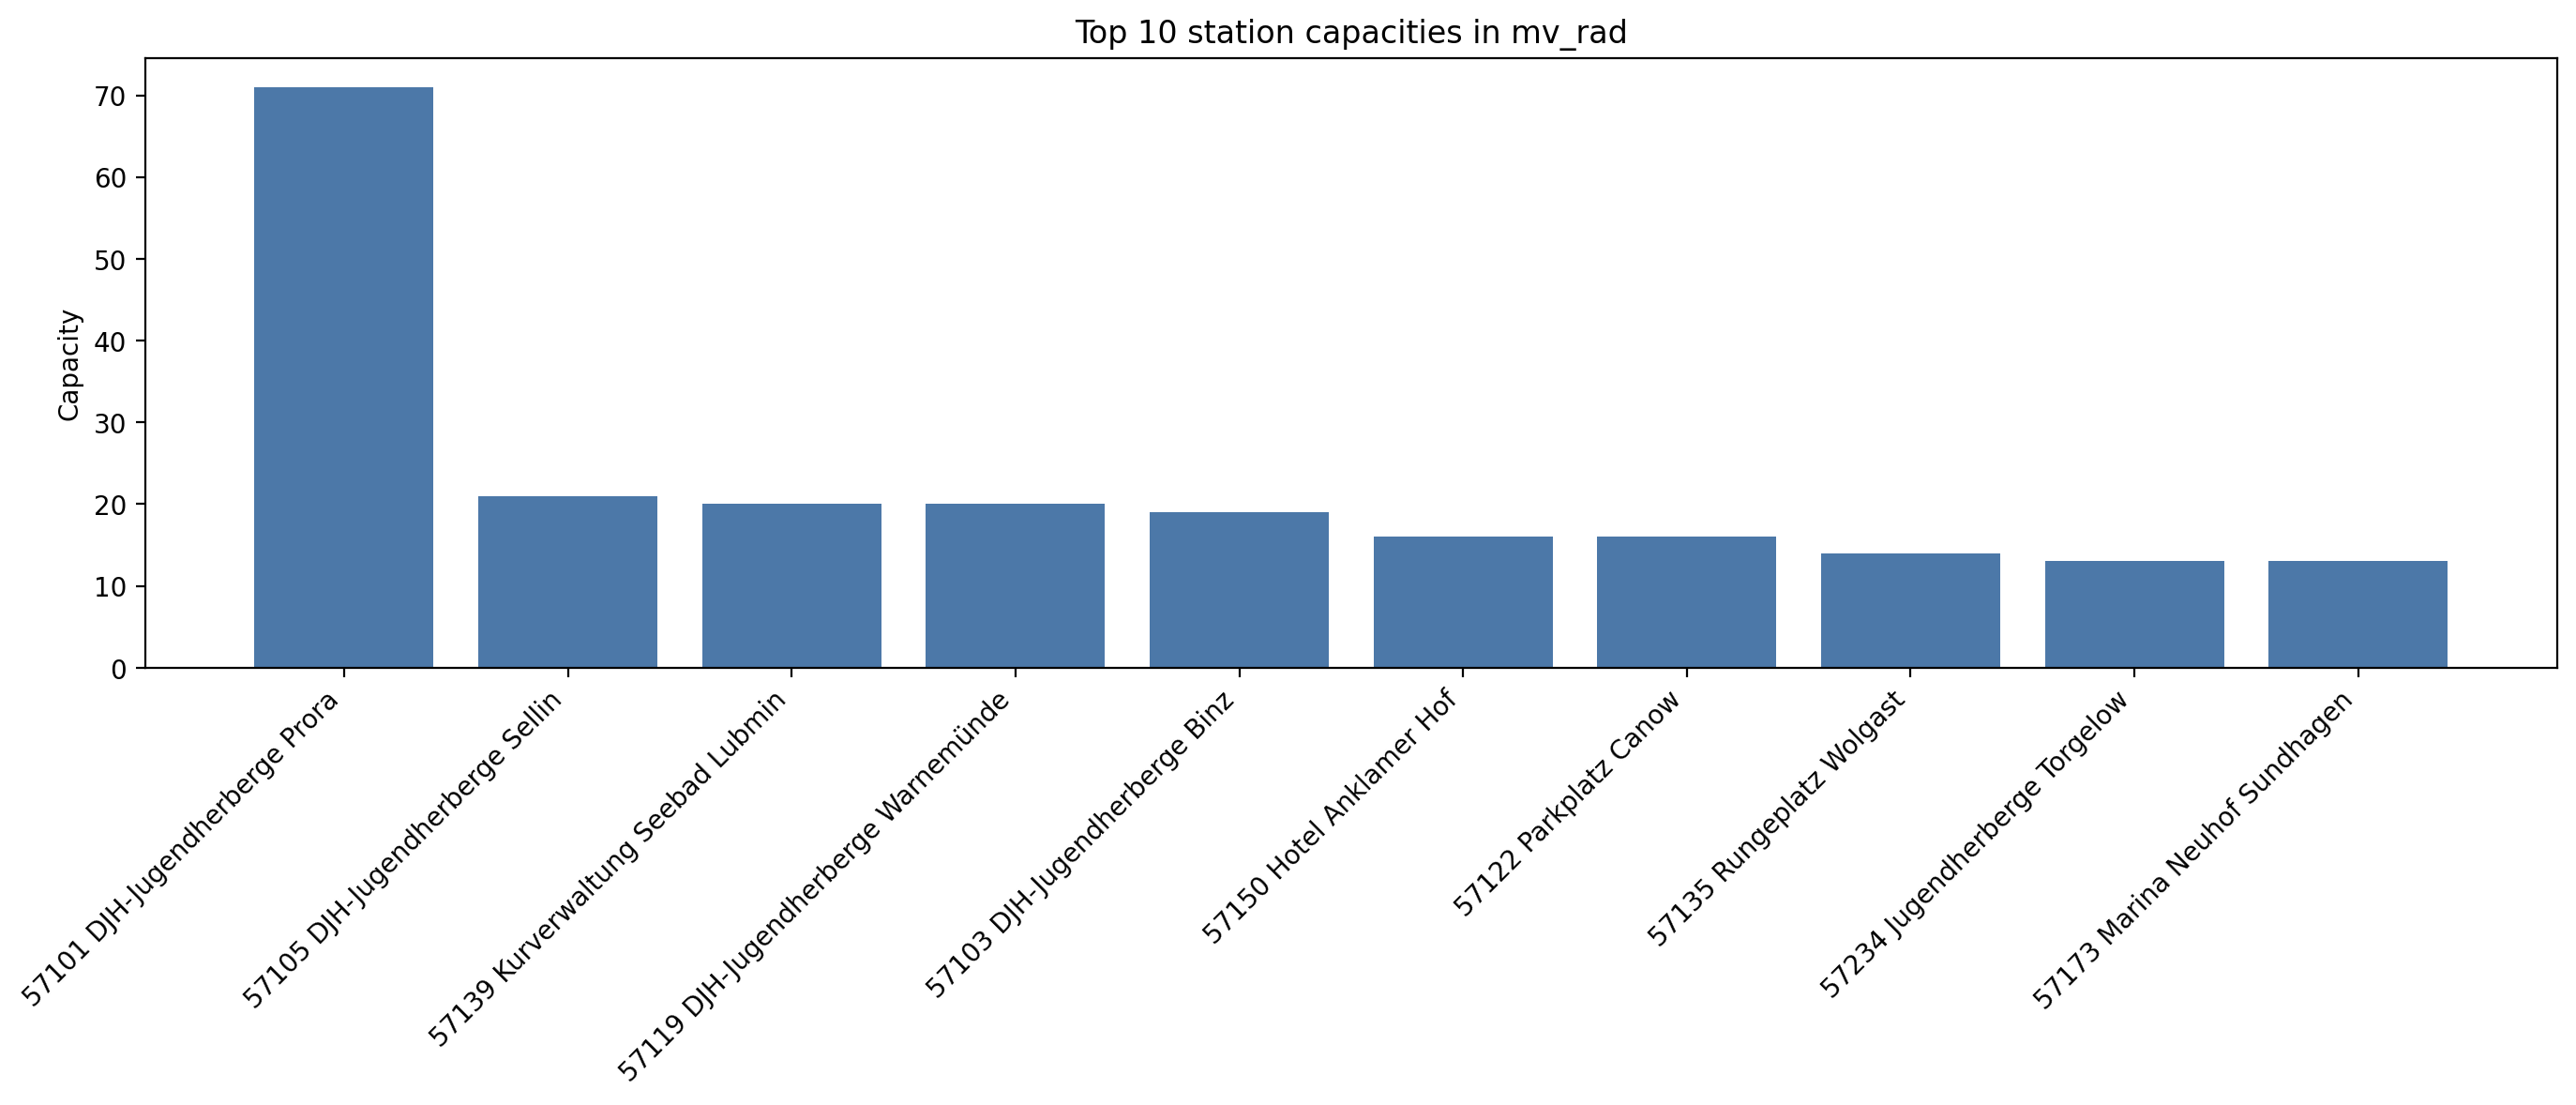 Top 10 station capacities in mv_rad
Capacity
70
60
50
40
30
20
10
0
57101 DJH-Jugendherberge Prora
57105 DJH-Jugendherberge Sellin
57139 Kurverwaltung Seebad Lubmin
57119 DJH-Jugendherberge Warnemünde
57103 DJH-Jugendherberge Binz
57150 Hotel Anklamer Hof
57122 Parkplatz Canow
57135 Rungeplatz Wolgast
57234 Jugendherberge Torgelow
57173 Marina Neuhof Sundhagen